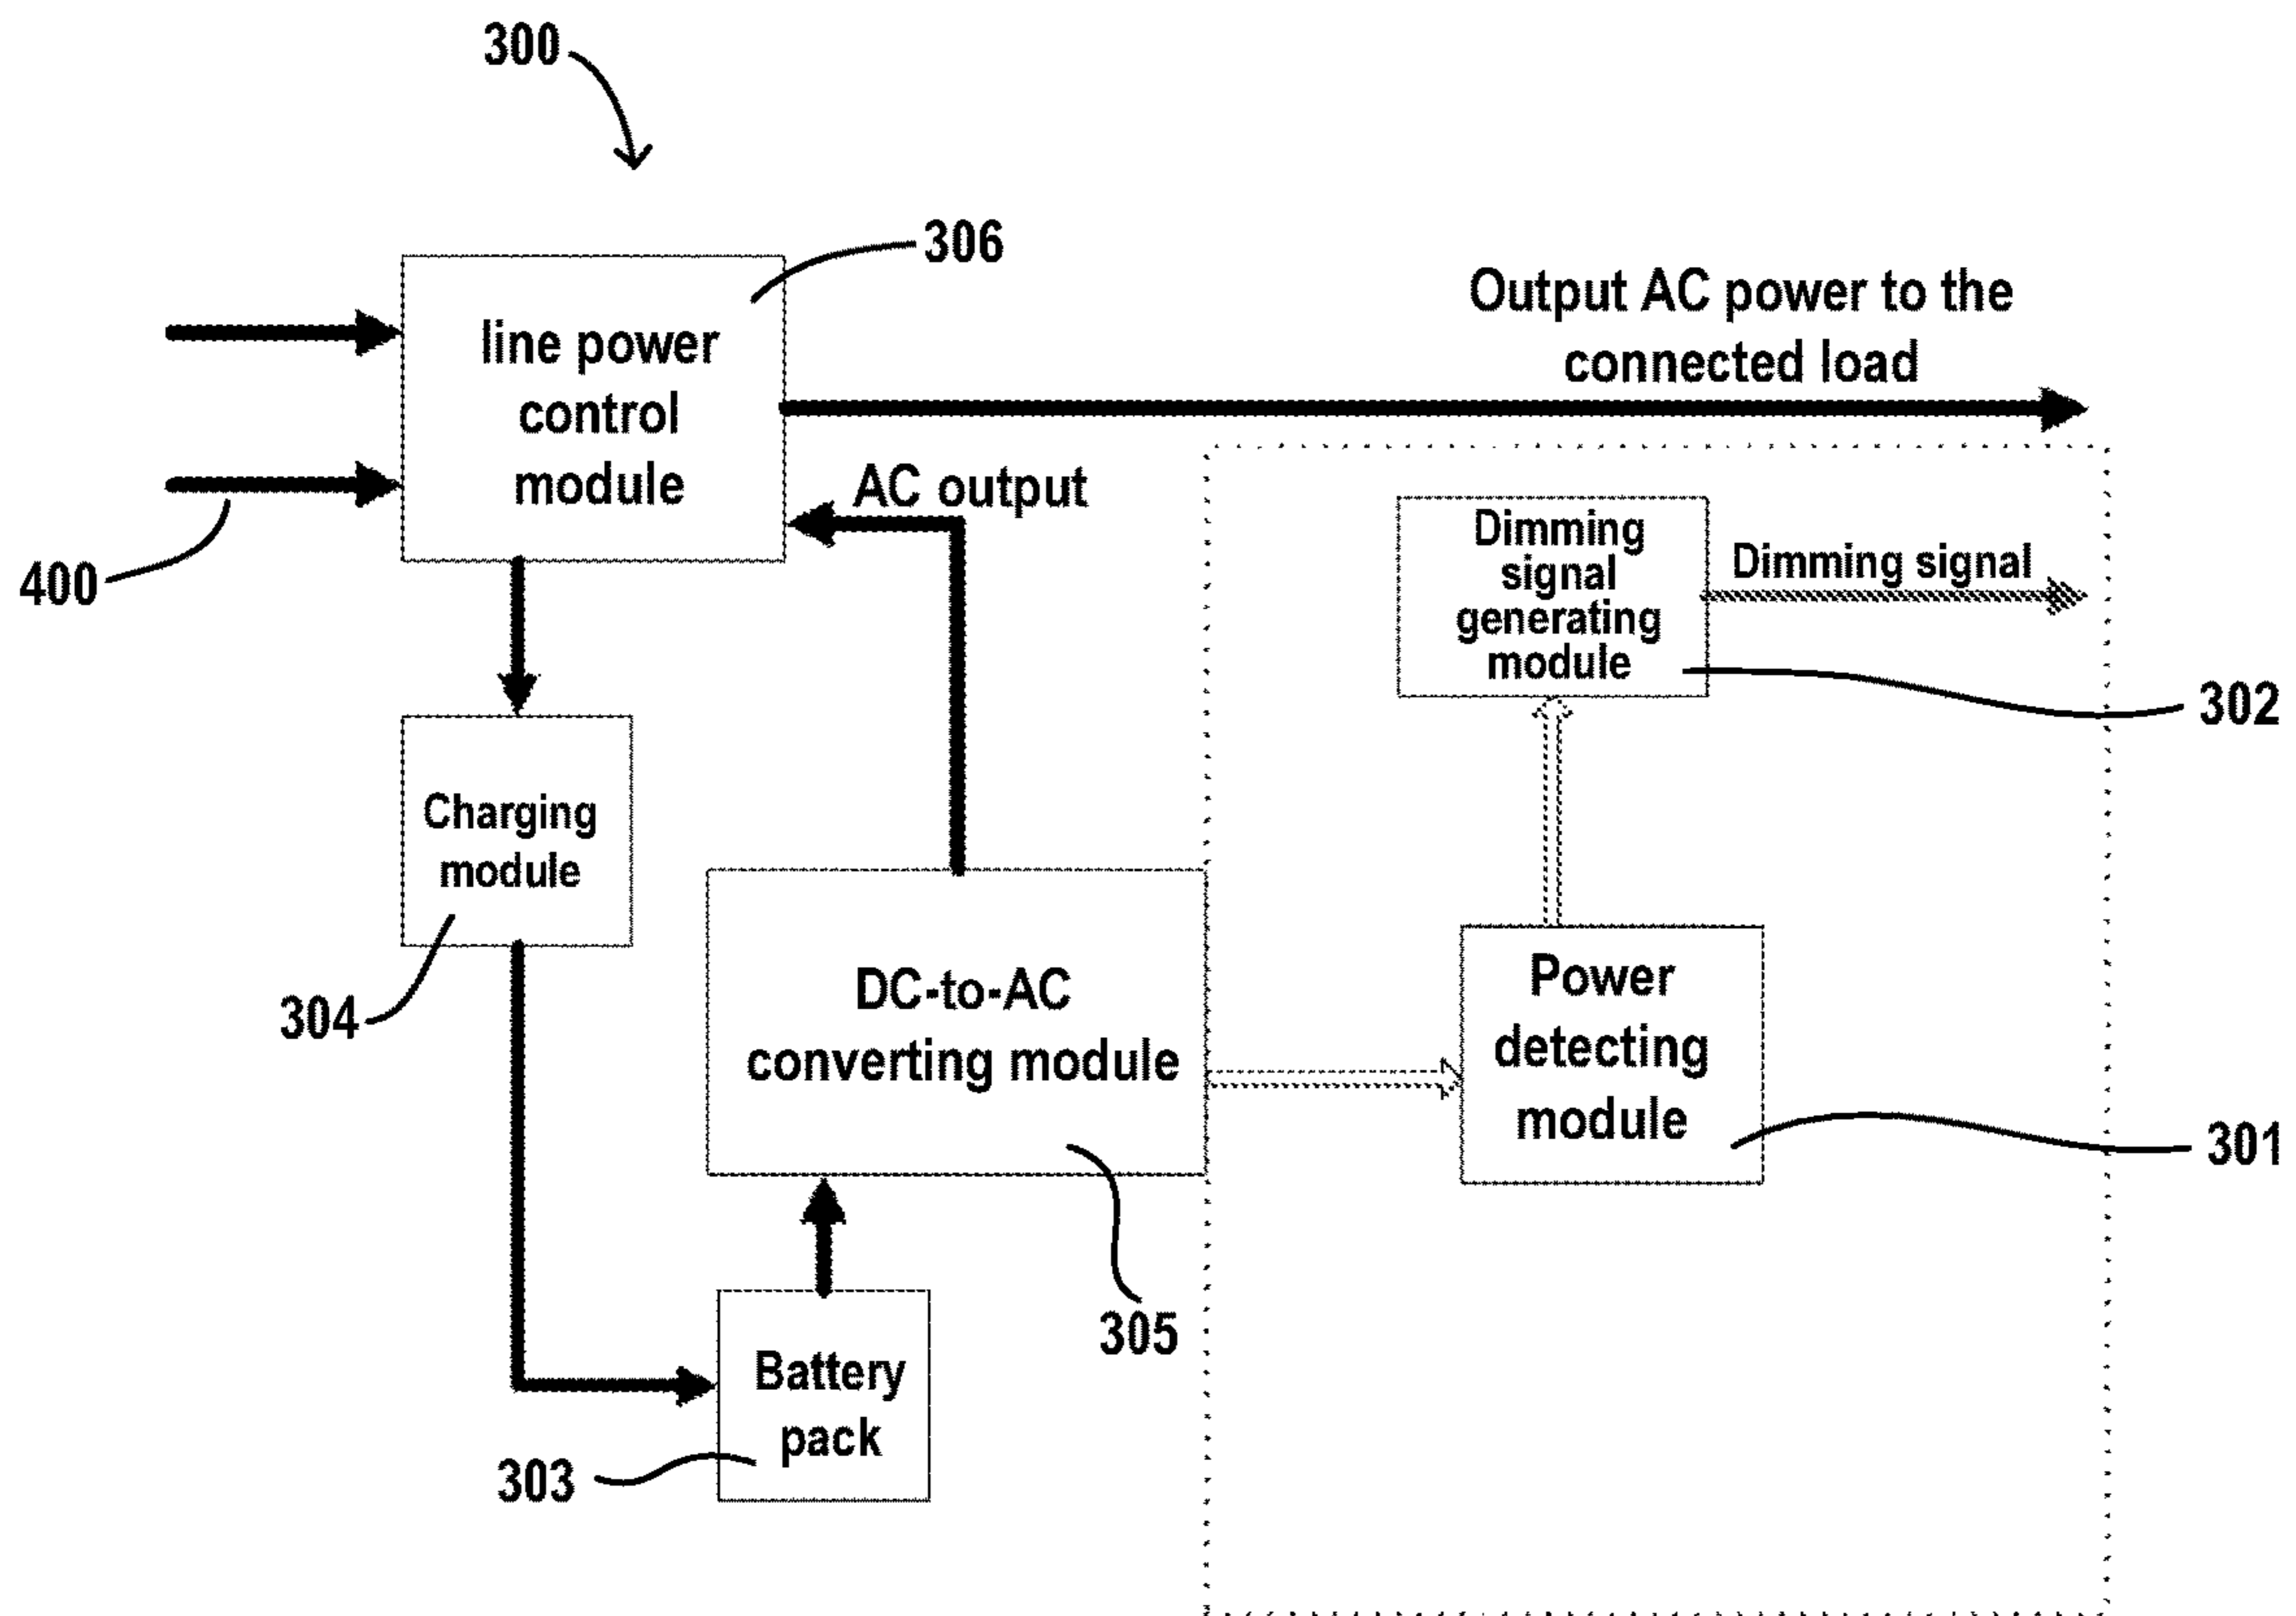 300
306
line power
control
module
Output AC power to the
connected load
400
AC output
Dimming
signal
generating
module
Dimming signal
302
Charging
module
304
DC-to-AC
converting module
Power
detecting
module
301
305
Battery
pack
303